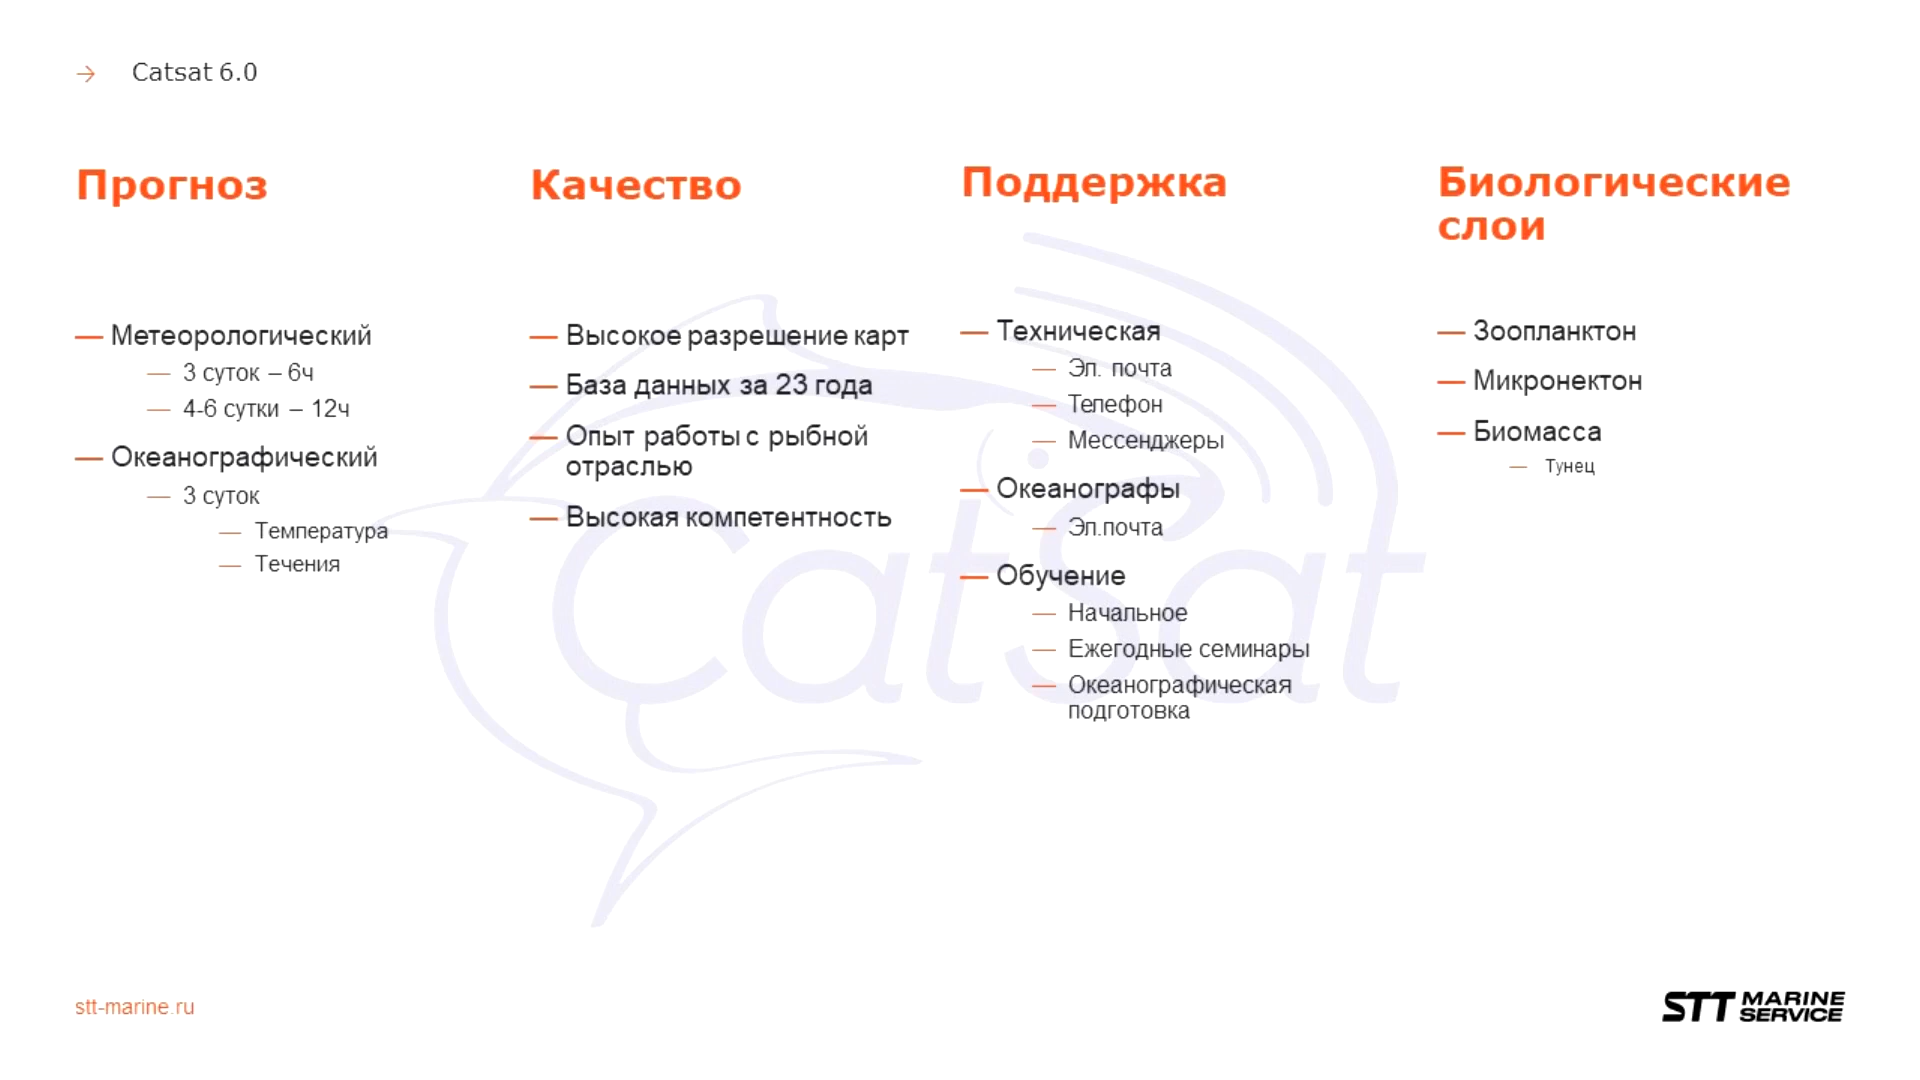 → Catsat 6.0
Прогноз
— Метеорологический
— 3 суток – 6ч
— 4-6 сутки – 12ч
— Океанографический
— 3 суток
— Температура
— Течения
Качество
— Высокое разрешение карт
— База данных за 23 года
— Опыт работы с рыбной
отраслью
— Высокая компетентность
Поддержка
— Техническая
— Эл. почта
— Телефон
— Мессенджеры
— Океанографы
— Эл.почта
— Обучение
— Начальное
— Ежегодные семинары
— Океанографическая
подготовка
Биологические
слои
— Зоопланктон
— Микронектон
— Биомасса
— Тунец
CatSat
stt-marine.ru
STT MARINE
SERVICE